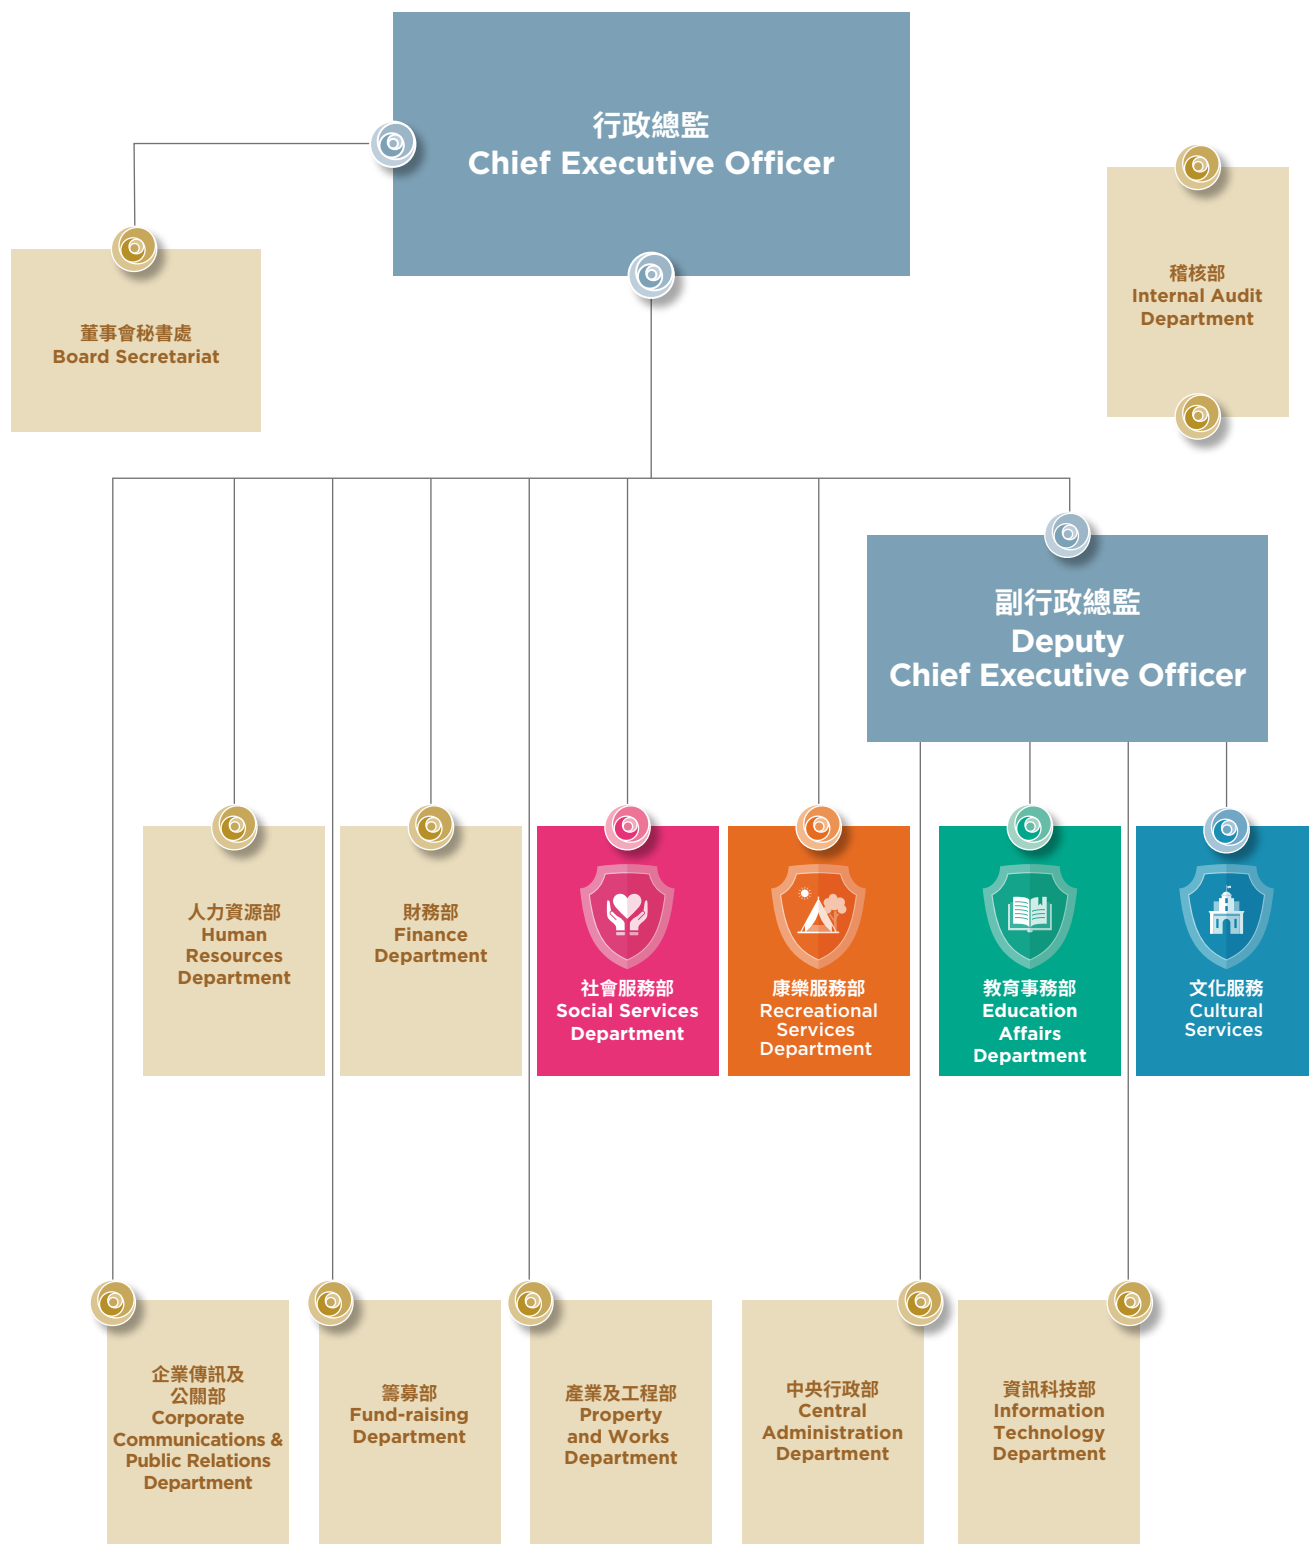 行政總監
Chief Executive Officer
董事會秘書處
Board Secretariat
稽核部
Internal Audit
Department
副行政總監
Deputy
Chief Executive Officer
人力資源部
Human
Resources
Department
財務部
Finance
Department
社會服務部
Social Services
Department
康樂服務部
Recreational
Services
Department
教育事務部
Education
Affairs
Department
文化服務
Cultural
Services
企業傳訊及
公關部
Corporate
Communications &
Public Relations
Department
籌募部
Fund-raising
Department
產業及工程部
Property
and Works
Department
中央行政部
Central
Administration
Department
資訊科技部
Information
Technology
Department